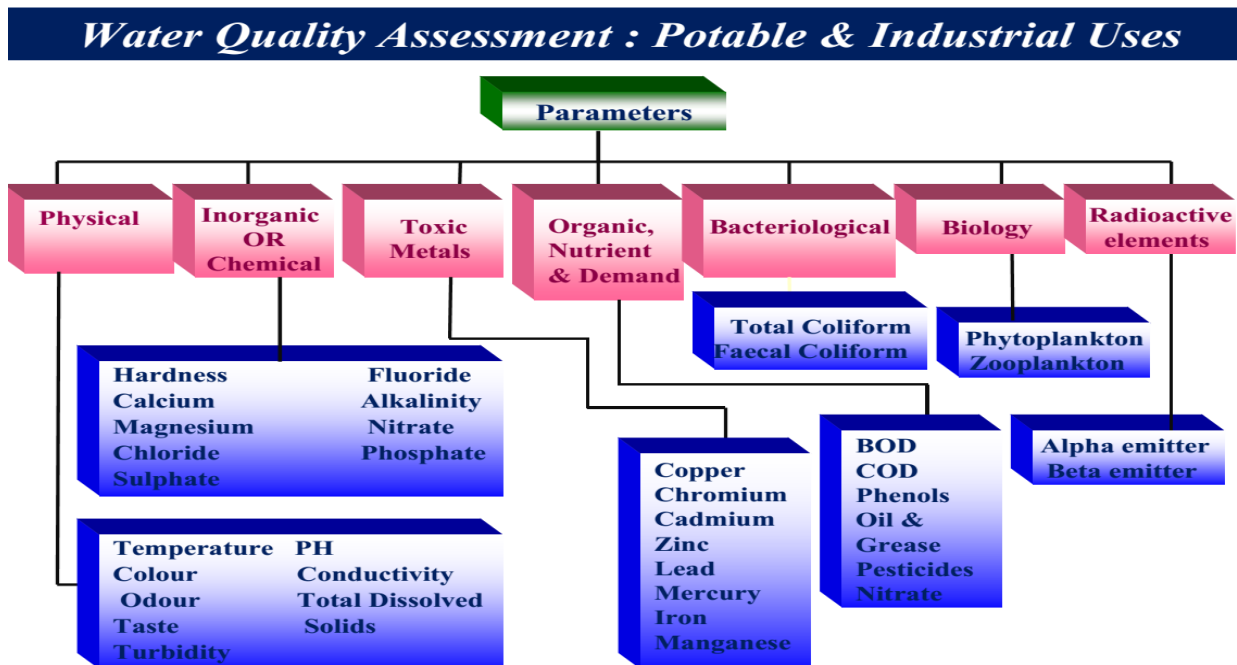 Water Quality Assessment : Potable & Industrial Uses
Parameters
Physical
Inorganic
OR
Chemical
Toxic
Metals
Organic,
Nutrient
& Demand
Bacteriological
Biology
Radioactive
elements
Total Coliform
Faecal Coliform
Phytoplankton
Zooplankton
Hardness Fluoride
Calcium Alkalinity
Magnesium Nitrate
Chloride Phosphate
Sulphate
Copper
Chromium
Cadmium
Zinc
Lead
Mercury
Iron
Manganese
BOD
COD
Phenols
Oil &
Grease
Pesticides
Nitrate
Alpha emitter
Beta emitter
Temperature PH
Colour Conductivity
Odour Total Dissolved
Taste Solids
Turbidity